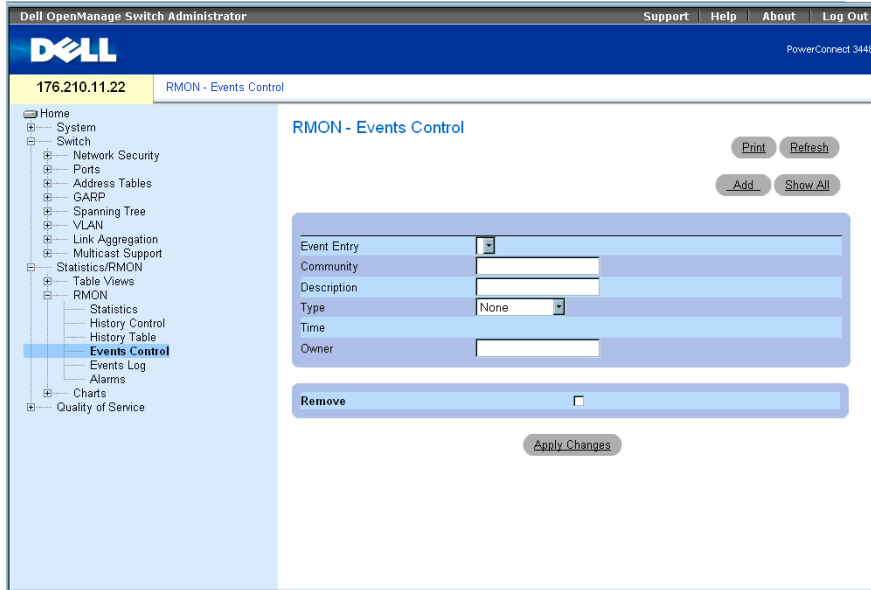 Dell OpenManage Switch Administrator
Support Help About Log Out
DELL
PowerConnect 3448
176.210.11.22
RMON - Events Control
Home
System
Switch
Network Security
Ports
Address Tables
GARP
Spanning Tree
VLAN
Link Aggregation
Multicast Support
Statistics/RMON
Table Views
RMON
Statistics
History Control
History Table
Events Control
Events Log
Alarms
Charts
Quality of Service
RMON - Events Control
Print Refresh
Add Show All
Event Entry
Community
Description
Type None
Time
Owner
Remove
Apply Changes